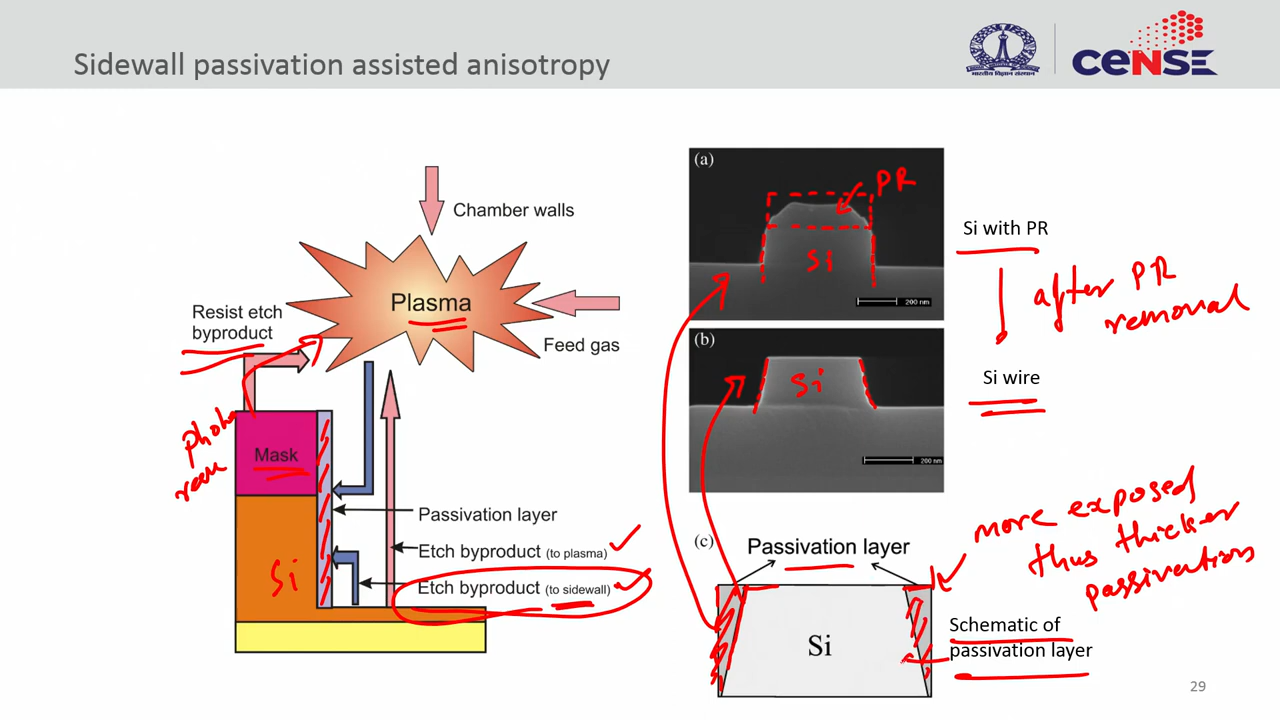 Sidewall passivation assisted anisotropy
भारतीय विज्ञान संस्थान
CeNSE
Chamber walls
Plasma
Feed gas
Resist etch
byproduct
Mask
Si
Passivation layer
Etch byproduct (to plasma)
Etch byproduct (to sidewall)
(a)
PR
Si
200 nm
Si with PR
after PR
removal
(b)
Si
200 nm
Si wire
(c)
Passivation layer
Si
more exposed
thus thicker
passivation
Schematic of
passivation layer
29